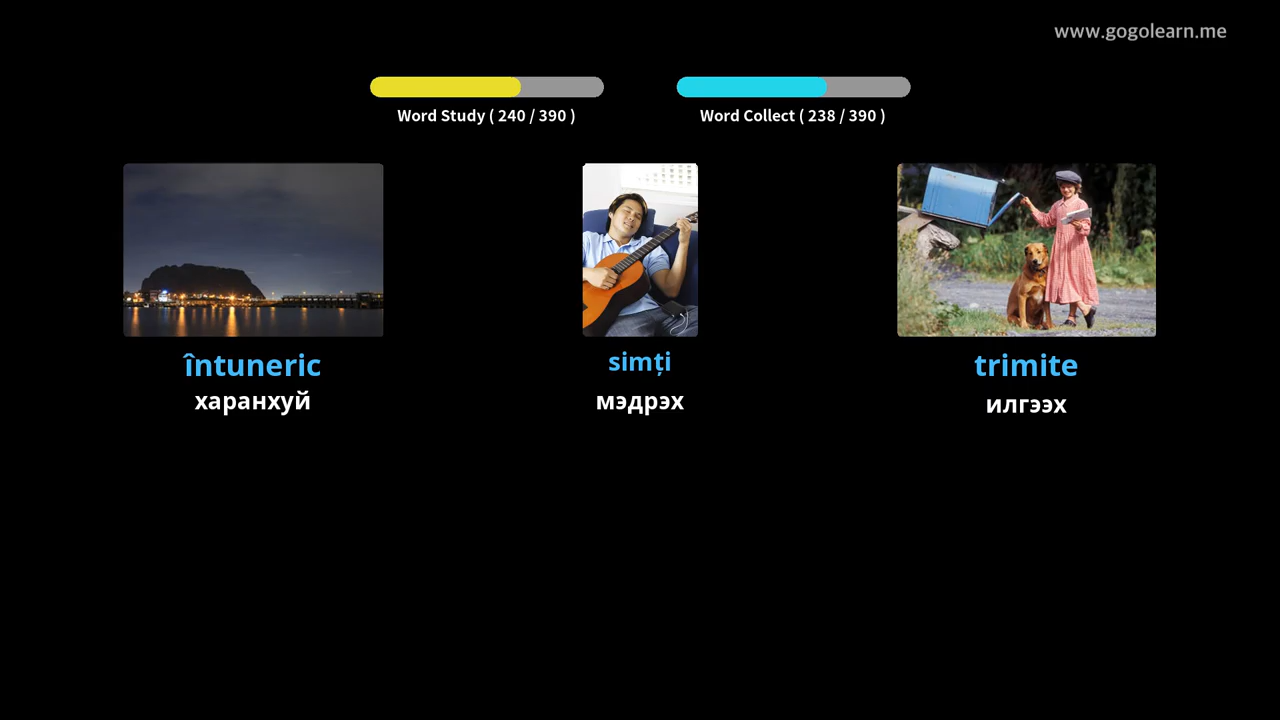 www.gogolearn.me
Word Study ( 240 / 390 )
Word Collect ( 238 / 390 )
întuneric
simți
trimite
харанхуй
мэдрэх
илгээх